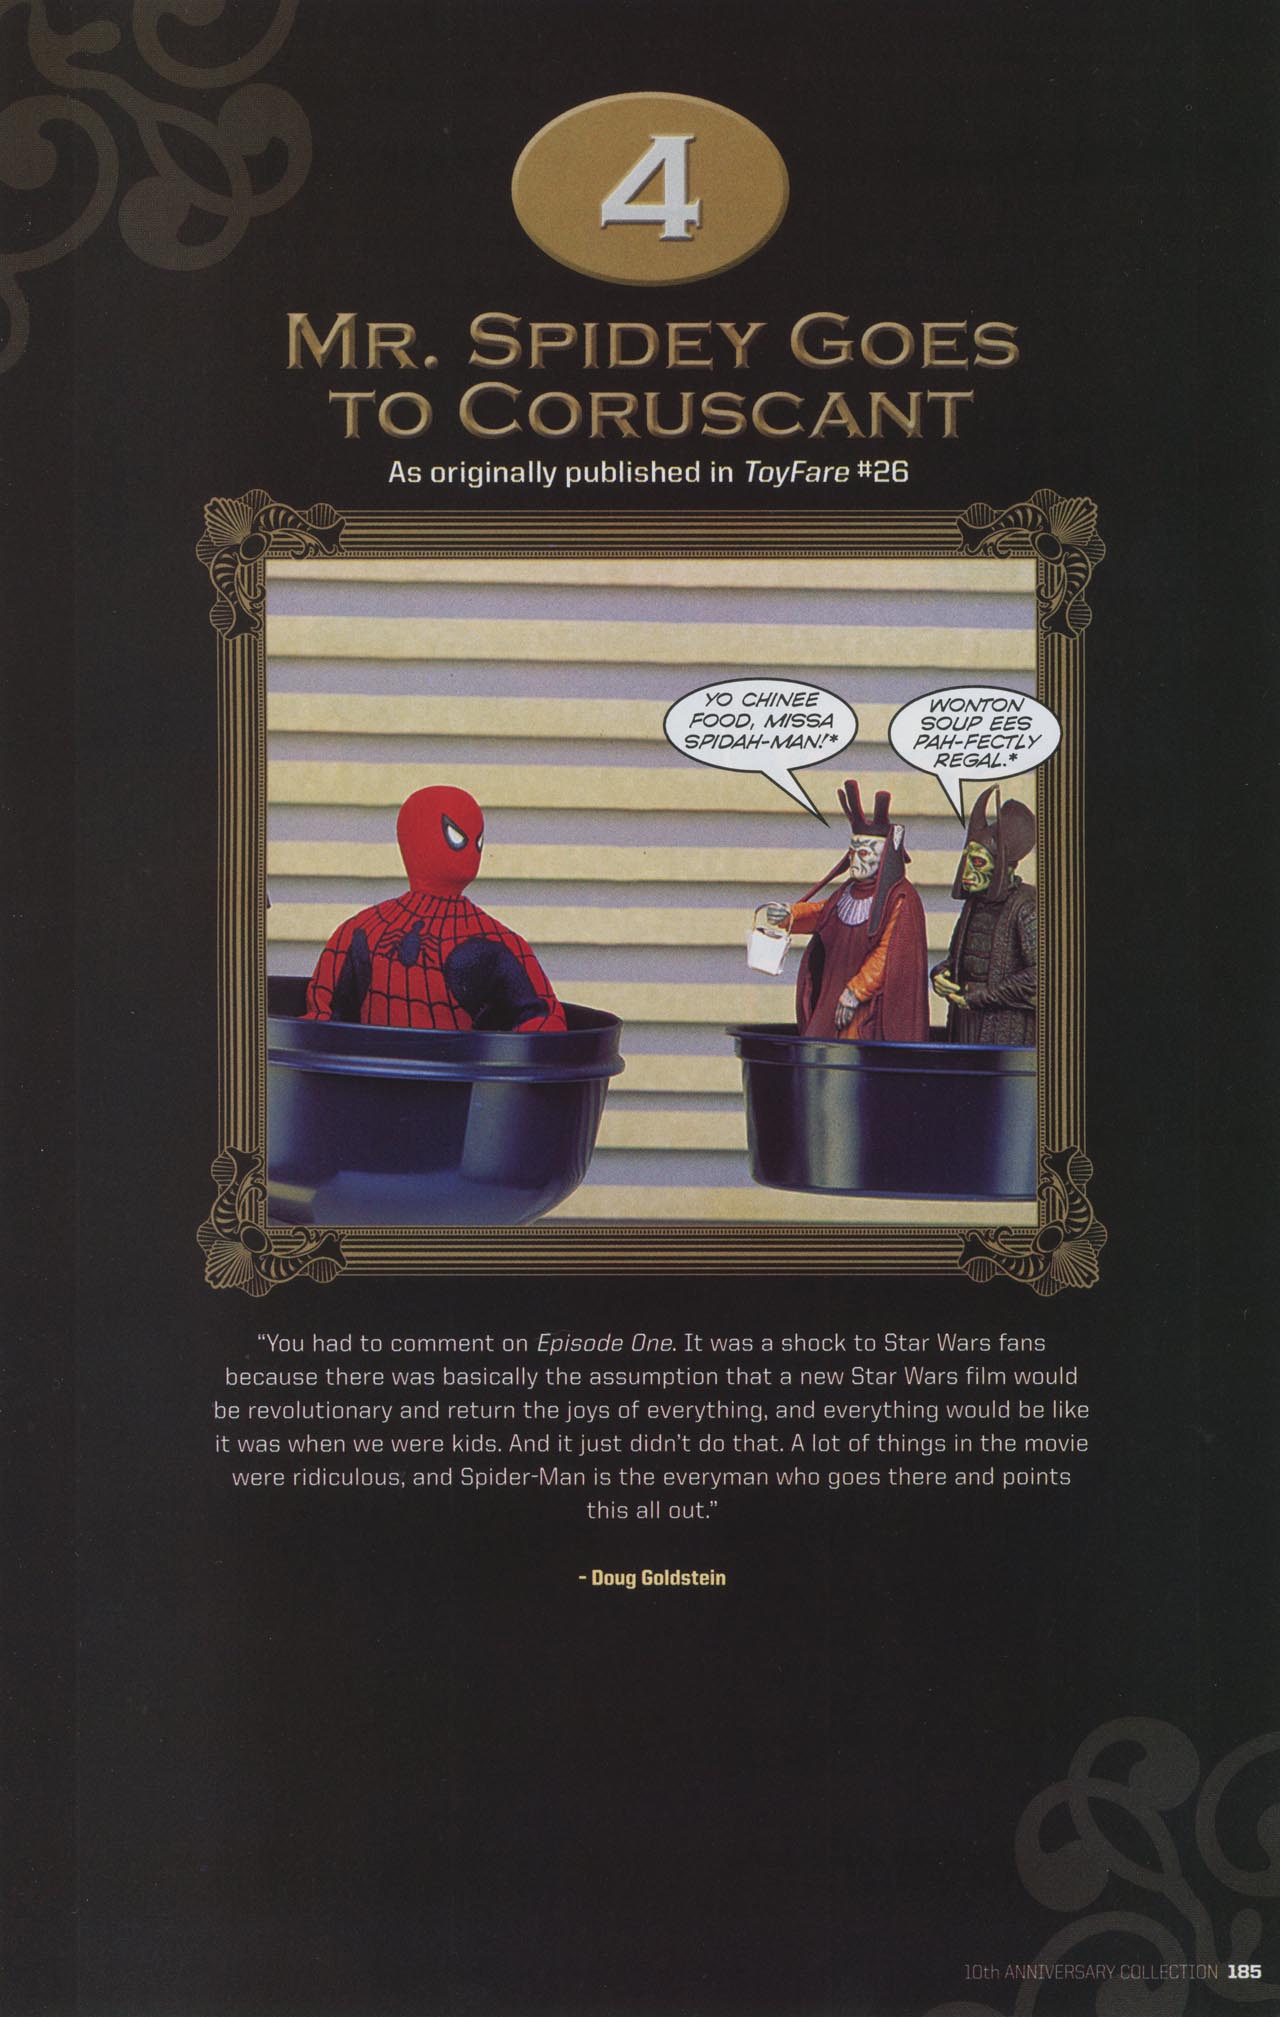 4
MR. SPIDEY GOES
TO CORUSCANT
As originally published in ToyFare #26
YO CHINEE
FOOD, MISSA
SPIDAH-MAN!*
WONTON
SOUP EES
PAH-FECTLY
REGAL.*
“You had to comment on Episode One. It was a shock to Star Wars fans
because there was basically the assumption that a new Star Wars film would
be revolutionary and return the joys of everything, and everything would be like
it was when we were kids. And it just didn’t do that. A lot of things in the movie
were ridiculous, and Spider-Man is the everyman who goes there and points
this all out.”
- Doug Goldstein
10th ANNIVERSARY COLLECTION 185